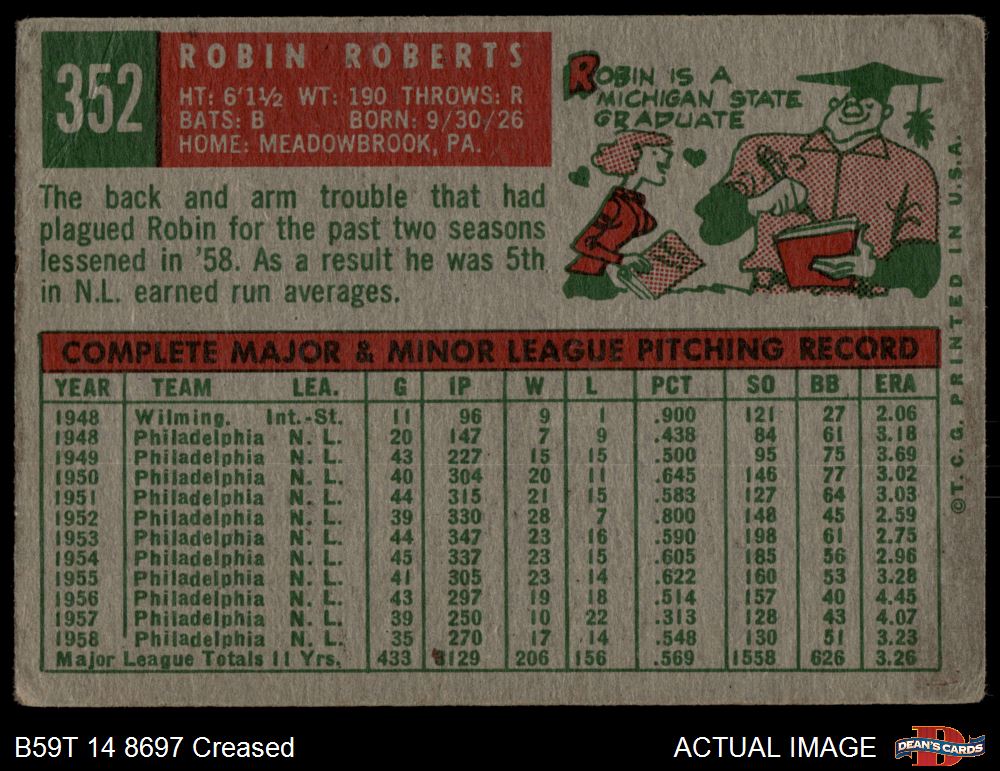 352
ROBIN ROBERTS
HT: 6'1½ WT: 190 THROWS: R
BATS: B BORN: 9/30/26
HOME: MEADOWBROOK, PA.
ROBIN IS A
MICHIGAN STATE
GRADUATE
The back and arm trouble that had
plagued Robin for the past two seasons
lessened in '58. As a result he was 5th
in N.L. earned run averages.
COMPLETE MAJOR & MINOR LEAGUE PITCHING RECORD
YEAR TEAM LEA. G IP W L PCT SO BB ERA
1948 Wilming. Int.-St. 11 96 9 1 .900 121 27 2.06
1948 Philadelphia N. L. 20 147 7 9 .438 84 61 3.18
1949 Philadelphia N. L. 43 227 15 15 .500 95 75 3.69
1950 Philadelphia N. L. 40 304 20 11 .645 146 77 3.02
1951 Philadelphia N. L. 44 315 21 15 .583 127 64 3.03
1952 Philadelphia N. L. 39 330 28 7 .800 148 45 2.59
1953 Philadelphia N. L. 44 347 23 16 .590 198 61 2.75
1954 Philadelphia N. L. 45 337 23 15 .605 185 56 2.96
1955 Philadelphia N. L. 41 305 23 14 .622 160 53 3.28
1956 Philadelphia N. L. 43 297 19 18 .514 157 40 4.45
1957 Philadelphia N. L. 39 250 10 22 .313 128 43 4.07
1958 Philadelphia N. L. 35 270 17 14 .548 130 51 3.23
Major League Totals 11 Yrs. 433 3129 206 156 .569 1558 626 3.26
©T. C. G. PRINTED IN U.S.A.
B59T 14 8697 Creased
ACTUAL IMAGE
DEAN'S CARDS